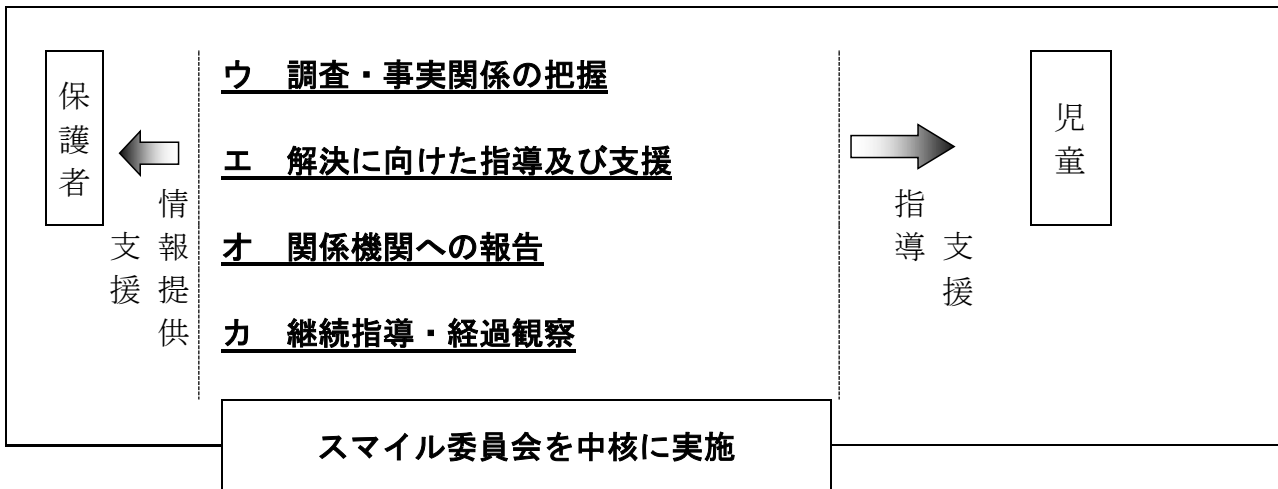 保護者
情報提供
支援
ウ　調査・事実関係の把握
エ　解決に向けた指導及び支援
オ　関係機関への報告
カ　継続指導・経過観察
指導
支援
児童
スマイル委員会を中核に実施